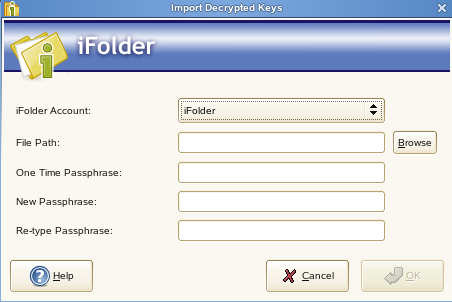 Import Decrypted Keys
iFolder
iFolder Account:
iFolder
File Path:
Browse
One Time Passphrase:
New Passphrase:
Re-type Passphrase:
Help
Cancel
OK